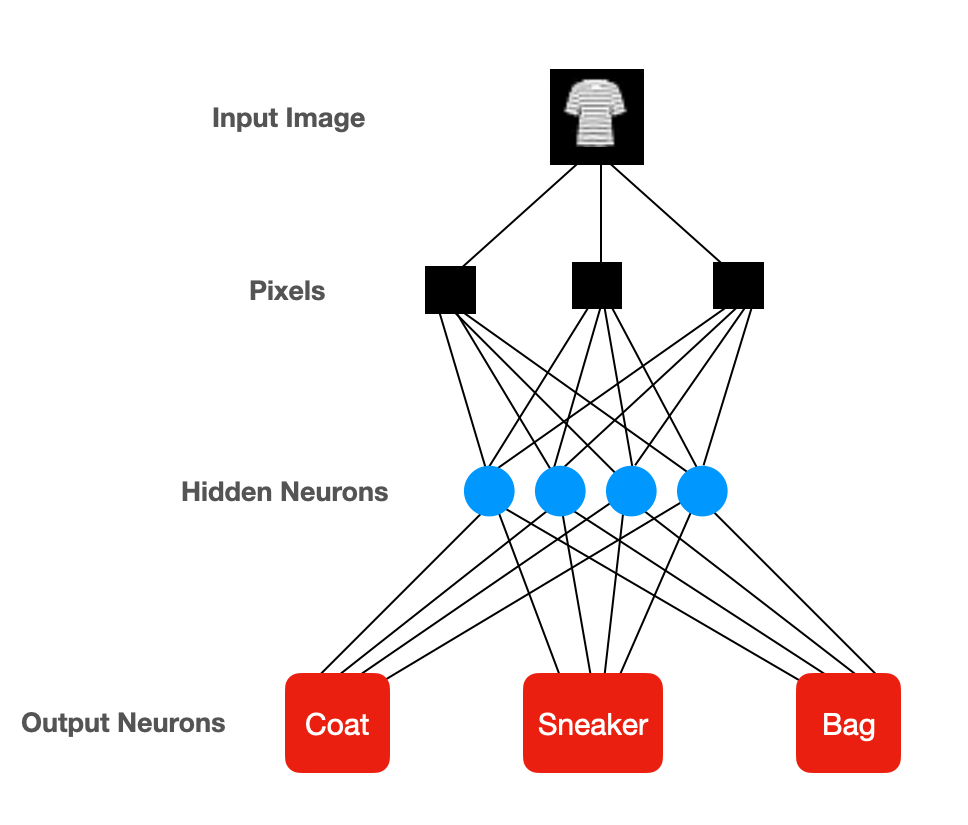 Input Image
Pixels
Hidden Neurons
Output Neurons
Coat
Sneaker
Bag